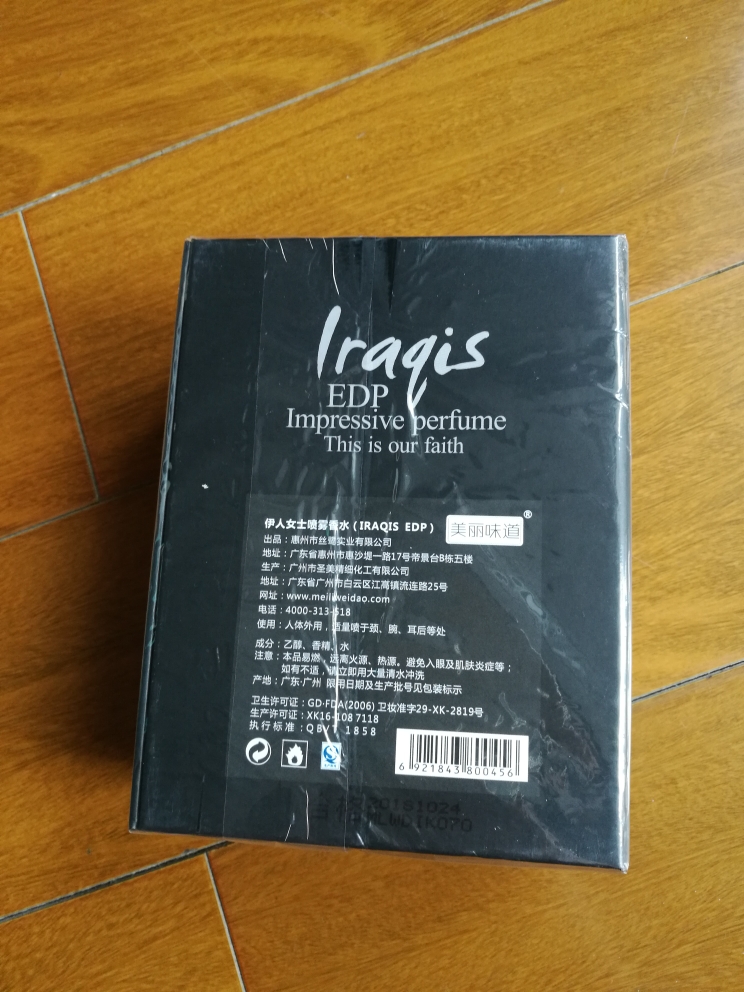 Iraqis
EDP
Impressive perfume
This is our faith
伊人女士喷雾香水（IRAQIS EDP） 美丽味道®
出品：惠州市丝鹭实业有限公司
地址：广东省惠州市惠沙堤一路17号帝景台B栋五楼
生产：广州市圣美精细化工有限公司
地址：广东省广州市白云区江高镇流连路25号
网址：www.meiliweidao.com
电话：4000-313-618
使用：人体外用，适量喷于颈、腕、耳后等处
成分：乙醇、香精、水
注意：本品易燃，远离火源、热源。避免入眼及肌肤炎症等；
如有不适，请立即用大量清水冲洗
产地：广东·广州 限用日期及生产批号见包装标示
卫生许可证：GD·FDA(2006) 卫妆准字29-XK-2819号
生产许可证：XK16-108 7118
执行标准：QB/T 1858
6 921843 800456
20181024